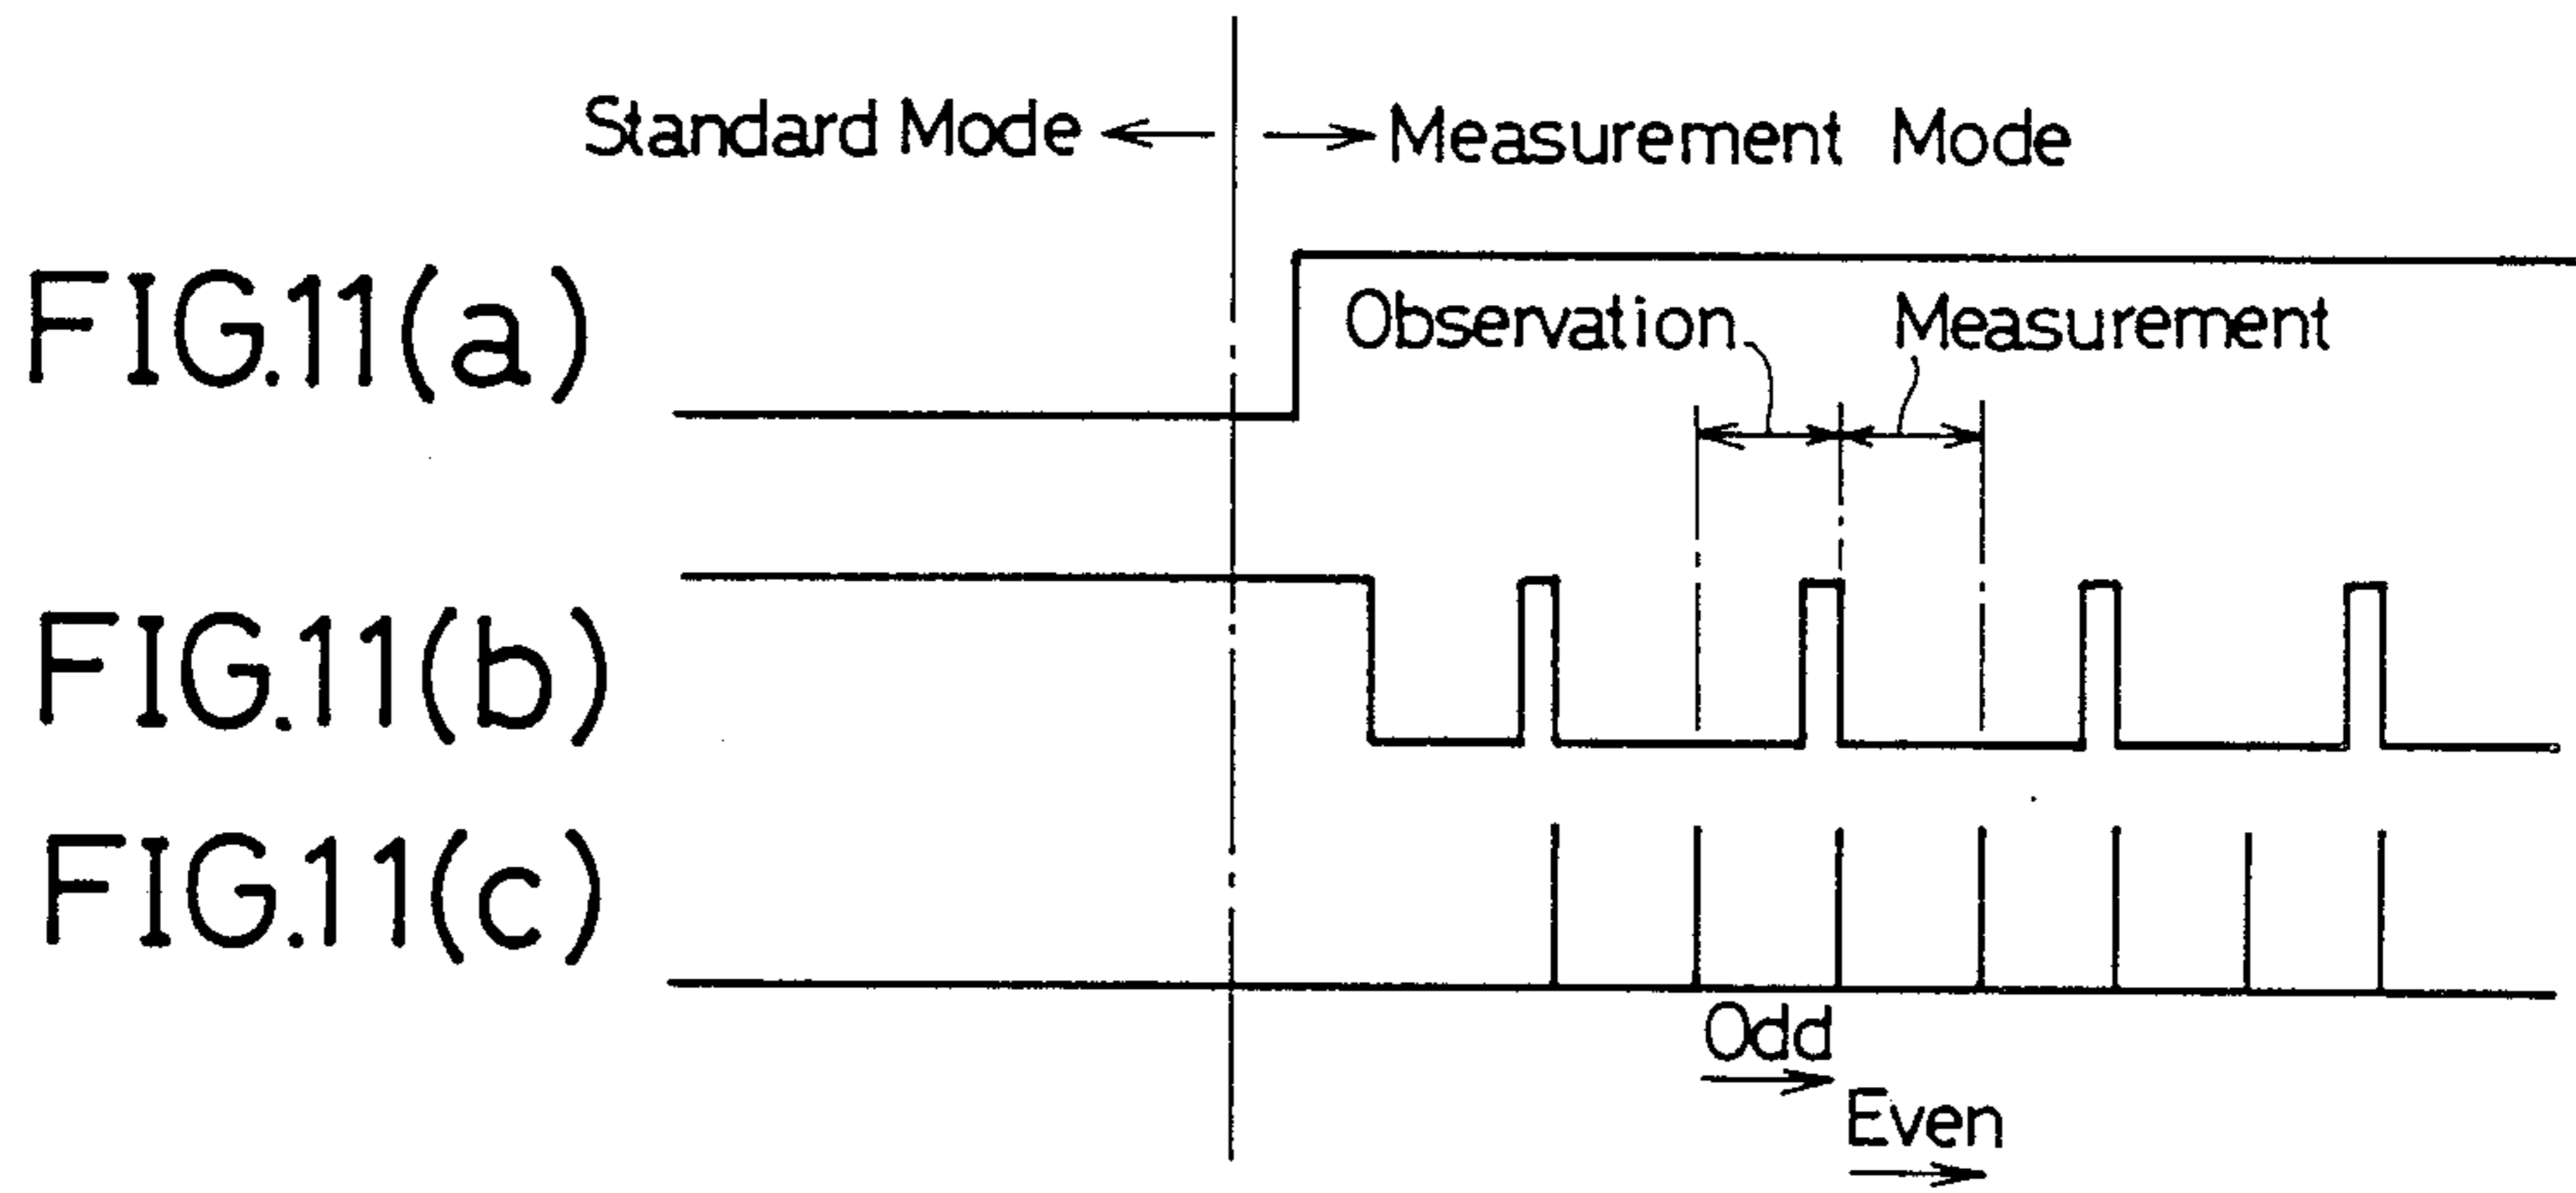 Standard Mode
Measurement Mode
FIG.11(a)
Observation
Measurement
FIG.11(b)
FIG.11(c)
Odd
Even